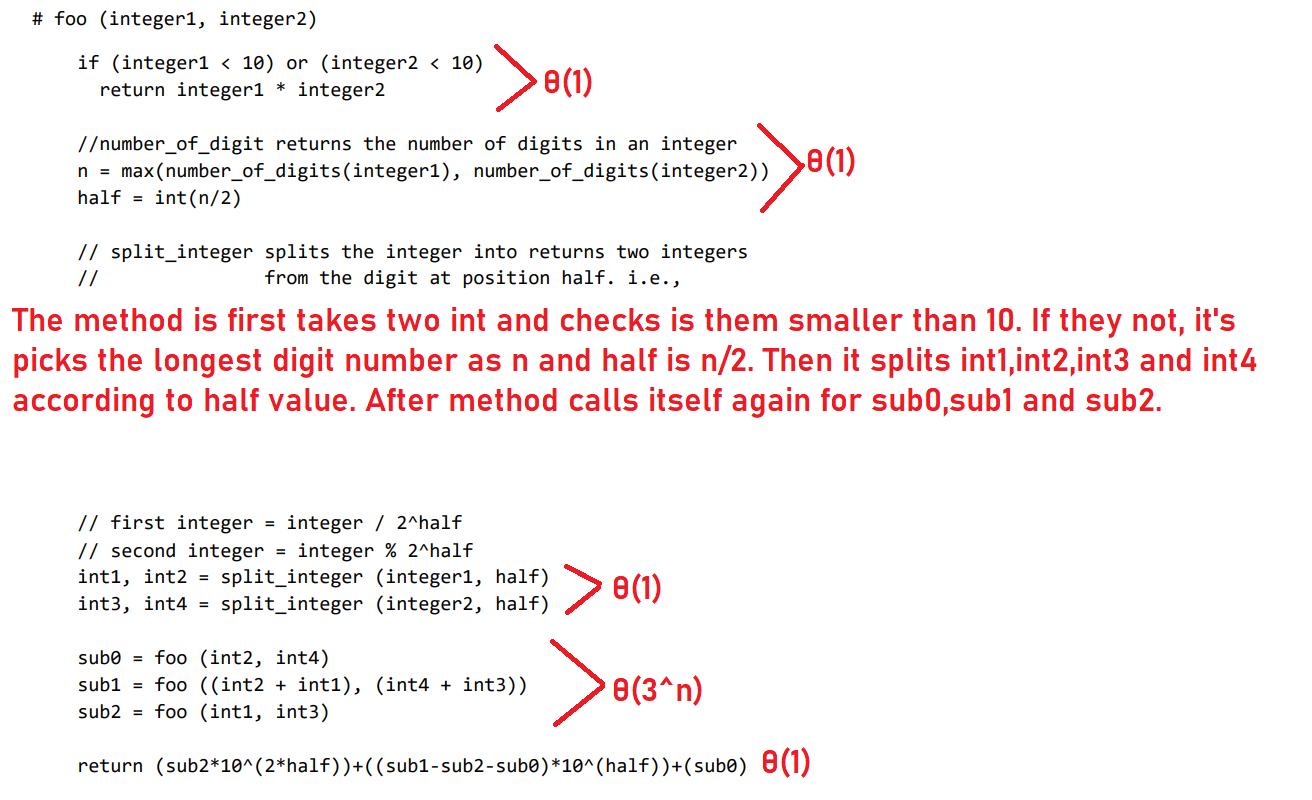 # foo (integer1, integer2)
if (integer1 < 10) or (integer2 < 10)
return integer1 * integer2
θ(1)
//number_of_digit returns the number of digits in an integer
n = max(number_of_digits(integer1), number_of_digits(integer2))
half = int(n/2)
θ(1)
// split_integer splits the integer into returns two integers
// from the digit at position half. i.e.,
The method is first takes two int and checks is them smaller than 10. If they not, it's
picks the longest digit number as n and half is n/2. Then it splits int1,int2,int3 and int4
according to half value. After method calls itself again for sub0,sub1 and sub2.
// first integer = integer / 2^half
// second integer = integer % 2^half
int1, int2 = split_integer (integer1, half)
int3, int4 = split_integer (integer2, half)
θ(1)
sub0 = foo (int2, int4)
sub1 = foo ((int2 + int1), (int4 + int3))
sub2 = foo (int1, int3)
θ(3^n)
return (sub2*10^(2*half))+((sub1-sub2-sub0)*10^(half))+(sub0) θ(1)